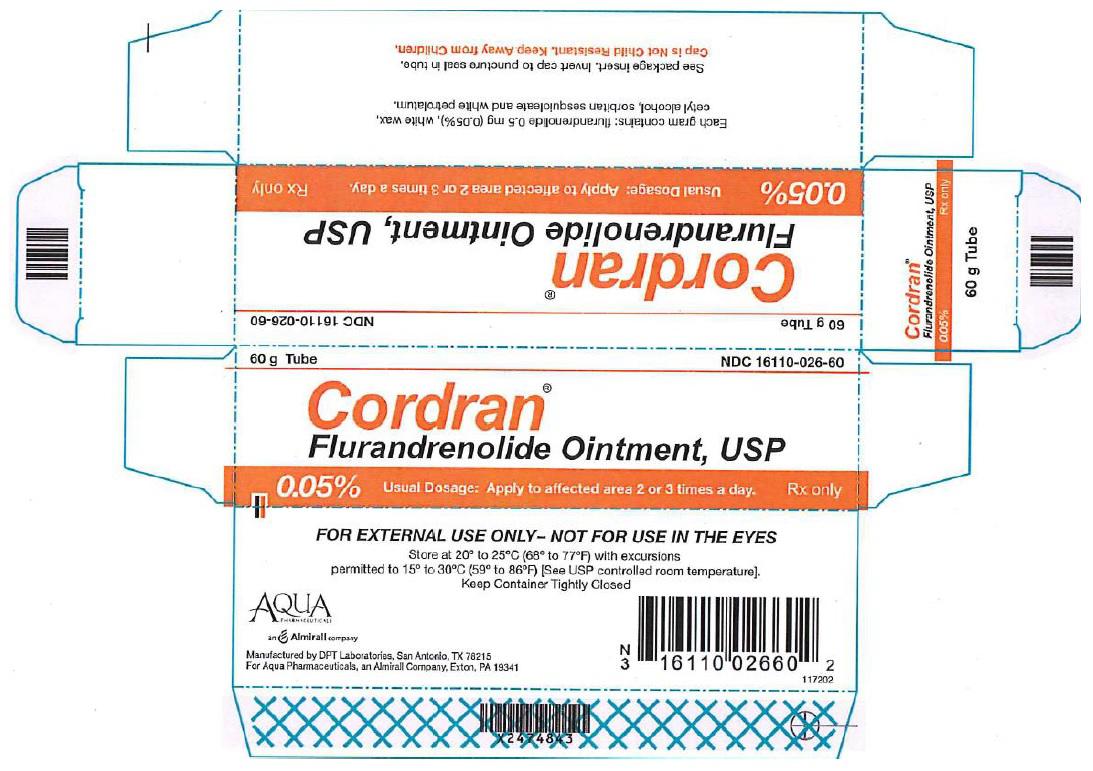 Cap is Not Child Resistant. Keep Away from Children.
See package insert. Invert cap to puncture seal in tube.
Each gram contains: flurandrenolide 0.5 mg (0.05%), white wax,
cetyl alcohol, sorbitan sesquioleate and white petrolatum.
0.05% Usual Dosage: Apply to affected area 2 or 3 times a day. Rx only
Cordran®
Flurandrenolide Ointment, USP
60 g Tube NDC 16110-026-60
Cordran®
Flurandrenolide Ointment, USP
0.05% Rx only
60 g Tube
60 g Tube NDC 16110-026-60
Cordran®
Flurandrenolide Ointment, USP
0.05% Usual Dosage: Apply to affected area 2 or 3 times a day. Rx only
FOR EXTERNAL USE ONLY– NOT FOR USE IN THE EYES
Store at 20° to 25°C (68° to 77°F) with excursions
permitted to 15° to 30°C (59° to 86°F) [See USP controlled room temperature].
Keep Container Tightly Closed
AQUA
PHARMACEUTICALS
an Almirall company
Manufactured by DPT Laboratories, San Antonio, TX 78215
For Aqua Pharmaceuticals, an Almirall Company, Exton, PA 19341
N
3 16110 02660 2
117202
X2474843